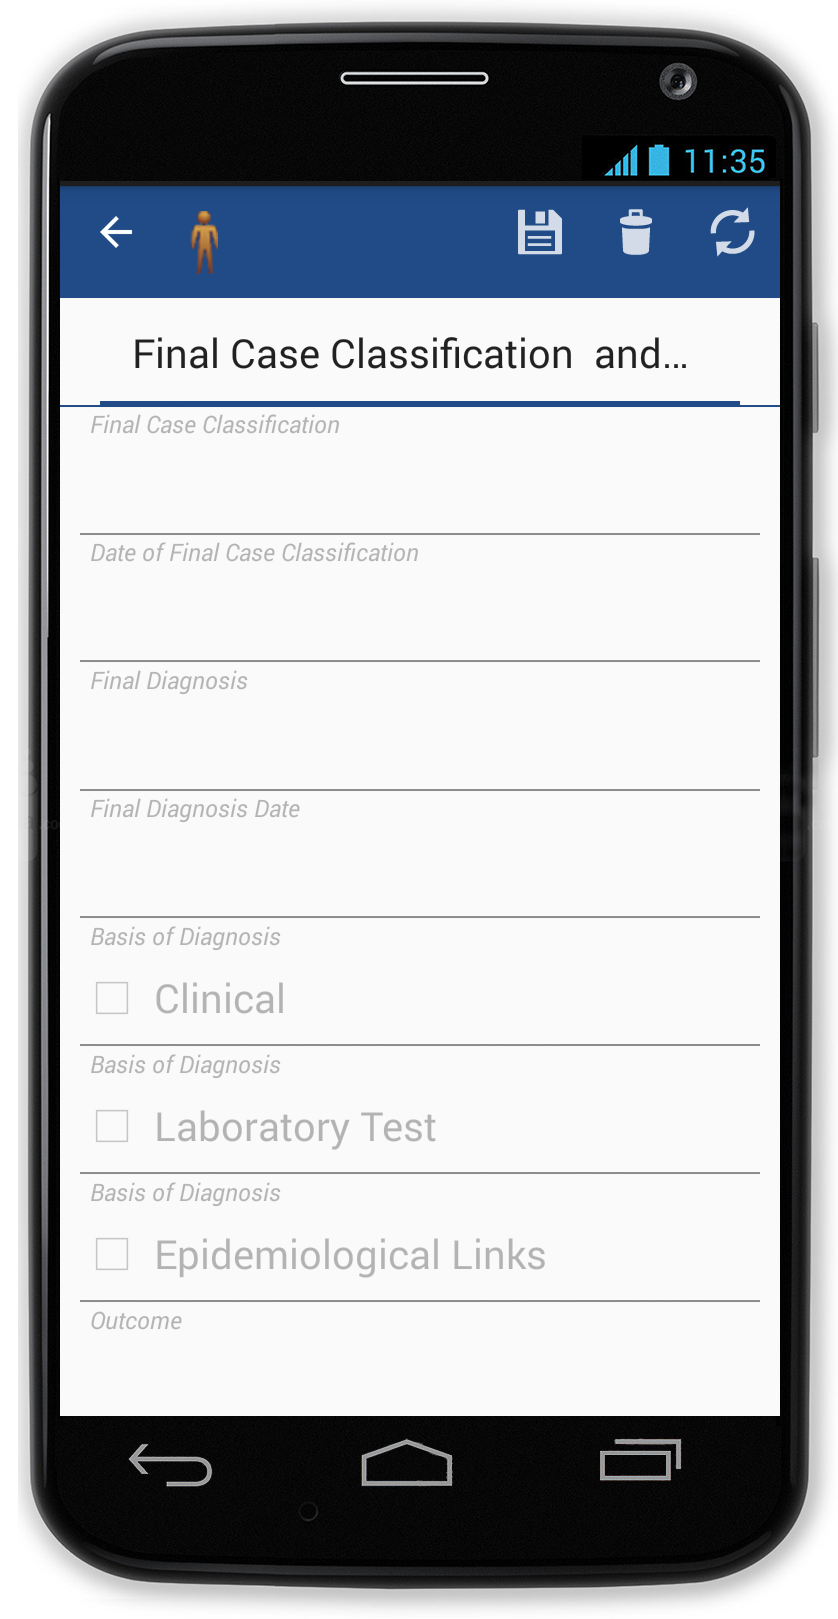 11:35
Final Case Classification and...
Final Case Classification
Date of Final Case Classification
Final Diagnosis
Final Diagnosis Date
Basis of Diagnosis
Clinical
Basis of Diagnosis
Laboratory Test
Basis of Diagnosis
Epidemiological Links
Outcome